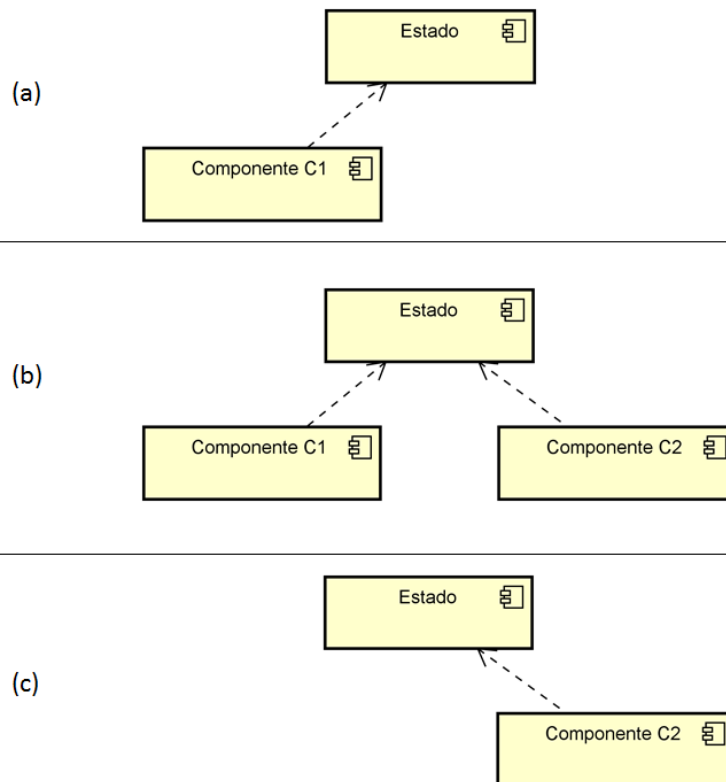 Estado
(a)
Componente C1
Estado
(b)
Componente C1
Componente C2
Estado
(c)
Componente C2